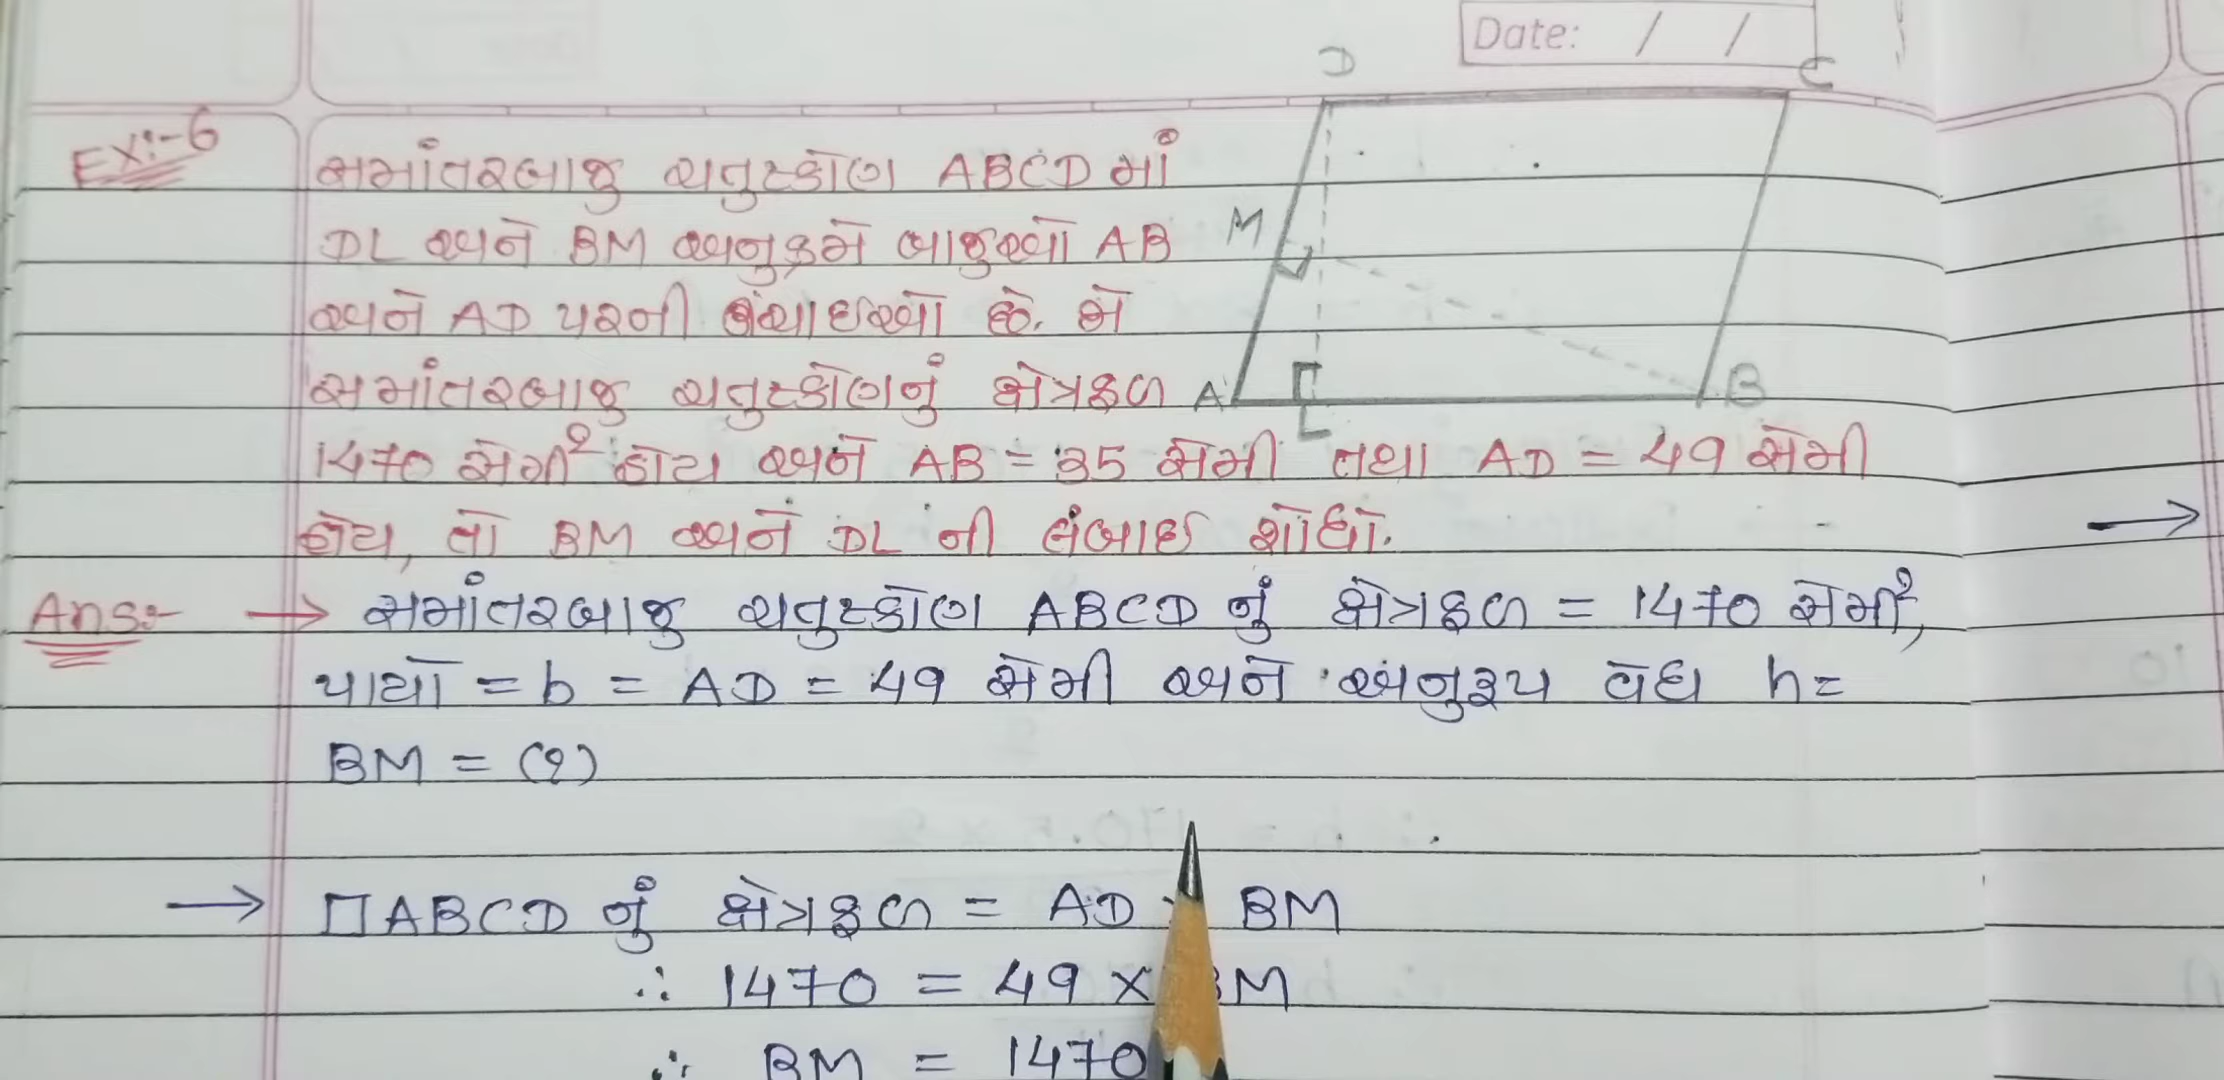 Date: / /
D C
Ex:-6
સમાંતરબાજુ ચતુષ્કોણ ABCD માં
DL અને BM અનુક્રમે બાજુઓ AB
M
અને AD પરની ઊંચાઈઓ છે. જો
સમાંતરબાજુ ચતુષ્કોણનું ક્ષેત્રફળ
A B
L
1470 સેમી² હોય અને AB = 35 સેમી તથા AD = 49 સેમી
હોય, તો BM અને DL ની લંબાઈ શોધો.
Ans:- → સમાંતરબાજુ ચતુષ્કોણ ABCD નું ક્ષેત્રફળ = 1470 સેમી²,
પાયો = b = AD = 49 સેમી અને અનુરૂપ વેધ h =
BM = (?)
→ □ABCD નું ક્ષેત્રફળ = AD × BM
∴ 1470 = 49 × BM
∴ BM = 1470